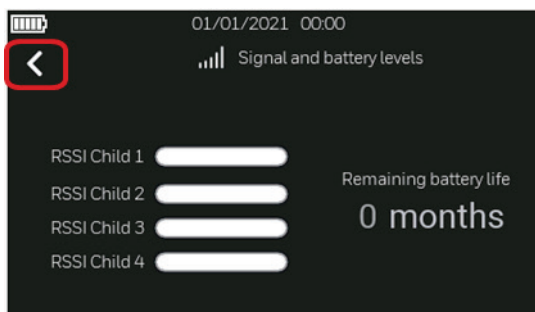 01/01/2021 00:00
Signal and battery levels
RSSI Child 1
RSSI Child 2
RSSI Child 3
RSSI Child 4
Remaining battery life
0 months